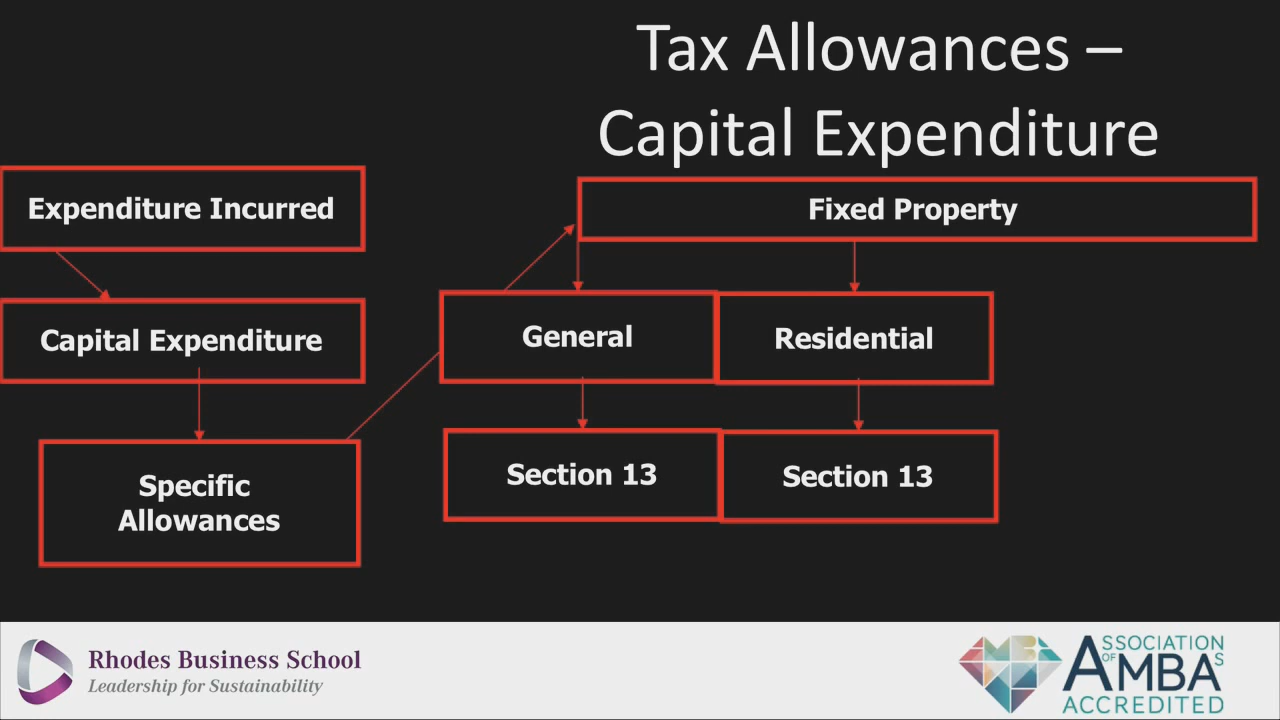 Tax Allowances –
Capital Expenditure
Expenditure Incurred
Fixed Property
Capital Expenditure
General
Residential
Specific
Allowances
Section 13
Section 13
Rhodes Business School
Leadership for Sustainability
ASSOCIATION
OF AMBAS
ACCREDITED